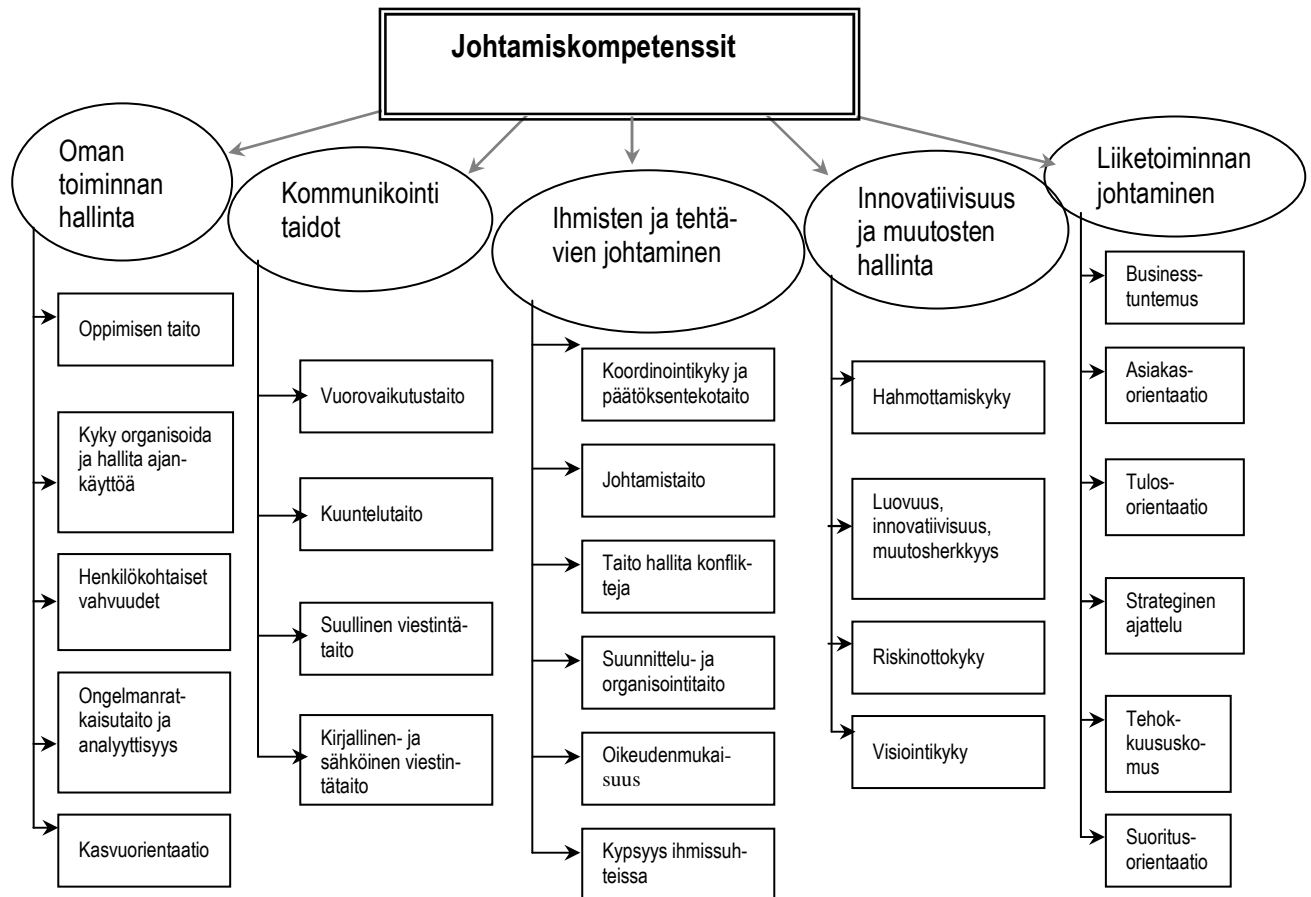 Johtamiskompetenssit
Oman
toiminnan
hallinta
Oppimisen taito
Kyky organisoida
ja hallita ajan-
käyttöä
Henkilökohtaiset
vahvuudet
Ongelmanrat-
kaisutaito ja
analyyttisyys
Kasvuorientaatio
Kommunikointi
taidot
Vuorovaikutustaito
Kuuntelutaito
Suullinen viestintä-
taito
Kirjallinen- ja
sähköinen viestin-
tätaito
Ihmisten ja tehtä-
vien johtaminen
Koordinointikyky ja
päätöksentekotaito
Johtamistaito
Taito hallita konflik-
teja
Suunnittelu- ja
organisointitaito
Oikeudenmukai-
suus
Kypsyys ihmissuh-
teissa
Innovatiivisuus
ja muutosten
hallinta
Hahmottamiskyky
Luovuus,
innovatiivisuus,
muutosherkkyys
Riskinottokyky
Visiointikyky
Liiketoiminnan
johtaminen
Business-
tuntemus
Asiakas-
orientaatio
Tulos-
orientaatio
Strateginen
ajattelu
Tehok-
kuususko-
mus
Suoritus-
orientaatio